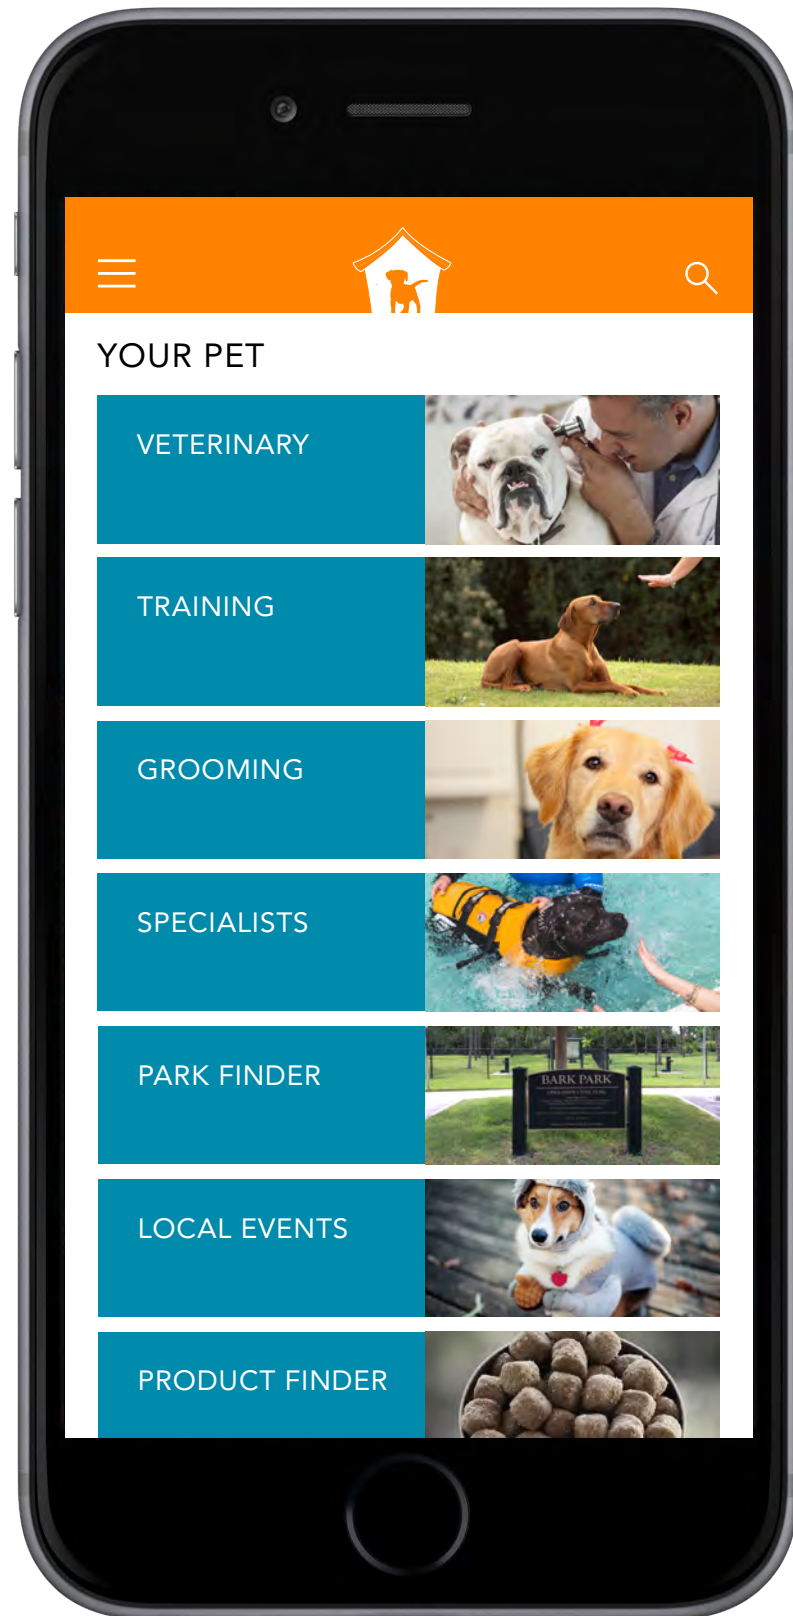 YOUR PET
VETERINARY
TRAINING
GROOMING
SPECIALISTS
PARK FINDER
BARK PARK
LOCAL EVENTS
PRODUCT FINDER